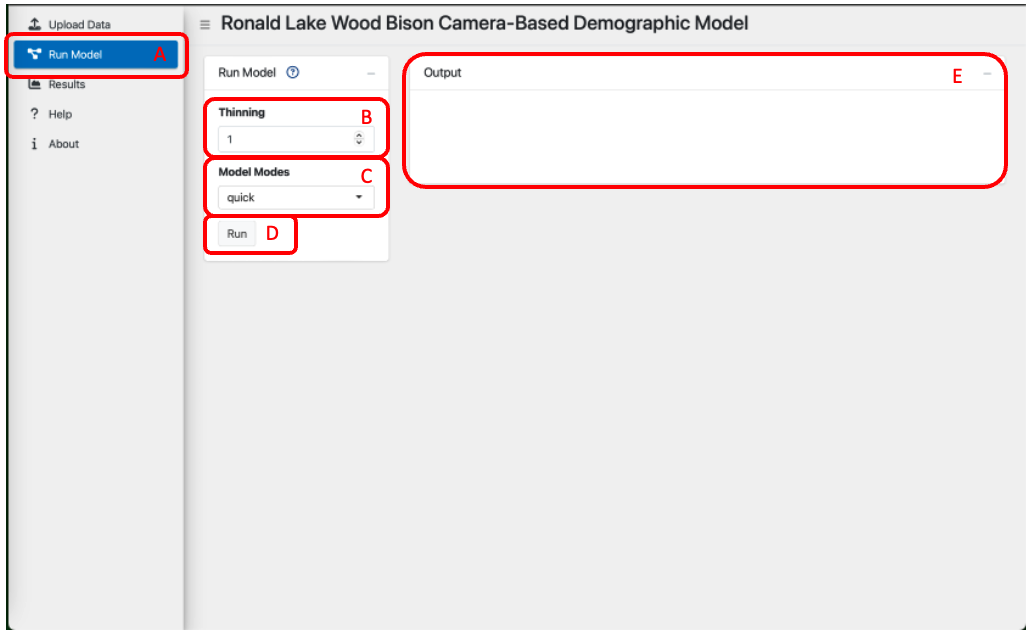 Upload Data
Ronald Lake Wood Bison Camera-Based Demographic Model
Run Model A
Results
? Help
i About
Run Model
Thinning B
1
Model Modes C
quick
Run D
Output E